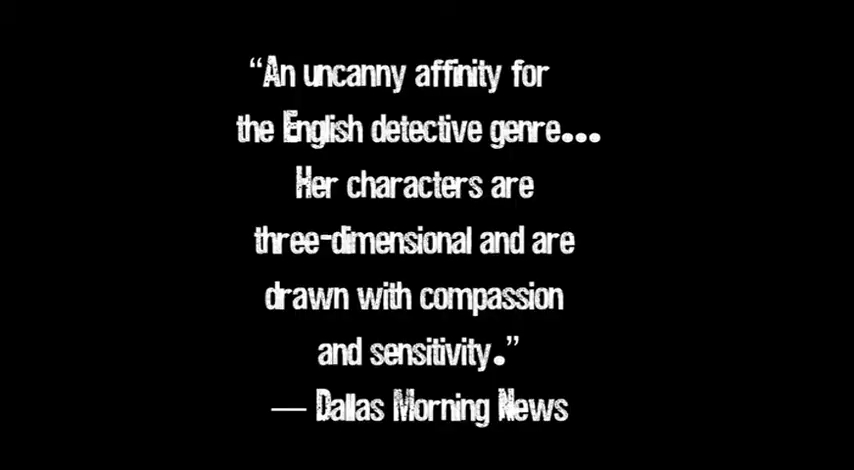 “An uncanny affinity for
the English detective genre...
Her characters are
three-dimensional and are
drawn with compassion
and sensitivity.”
— Dallas Morning News